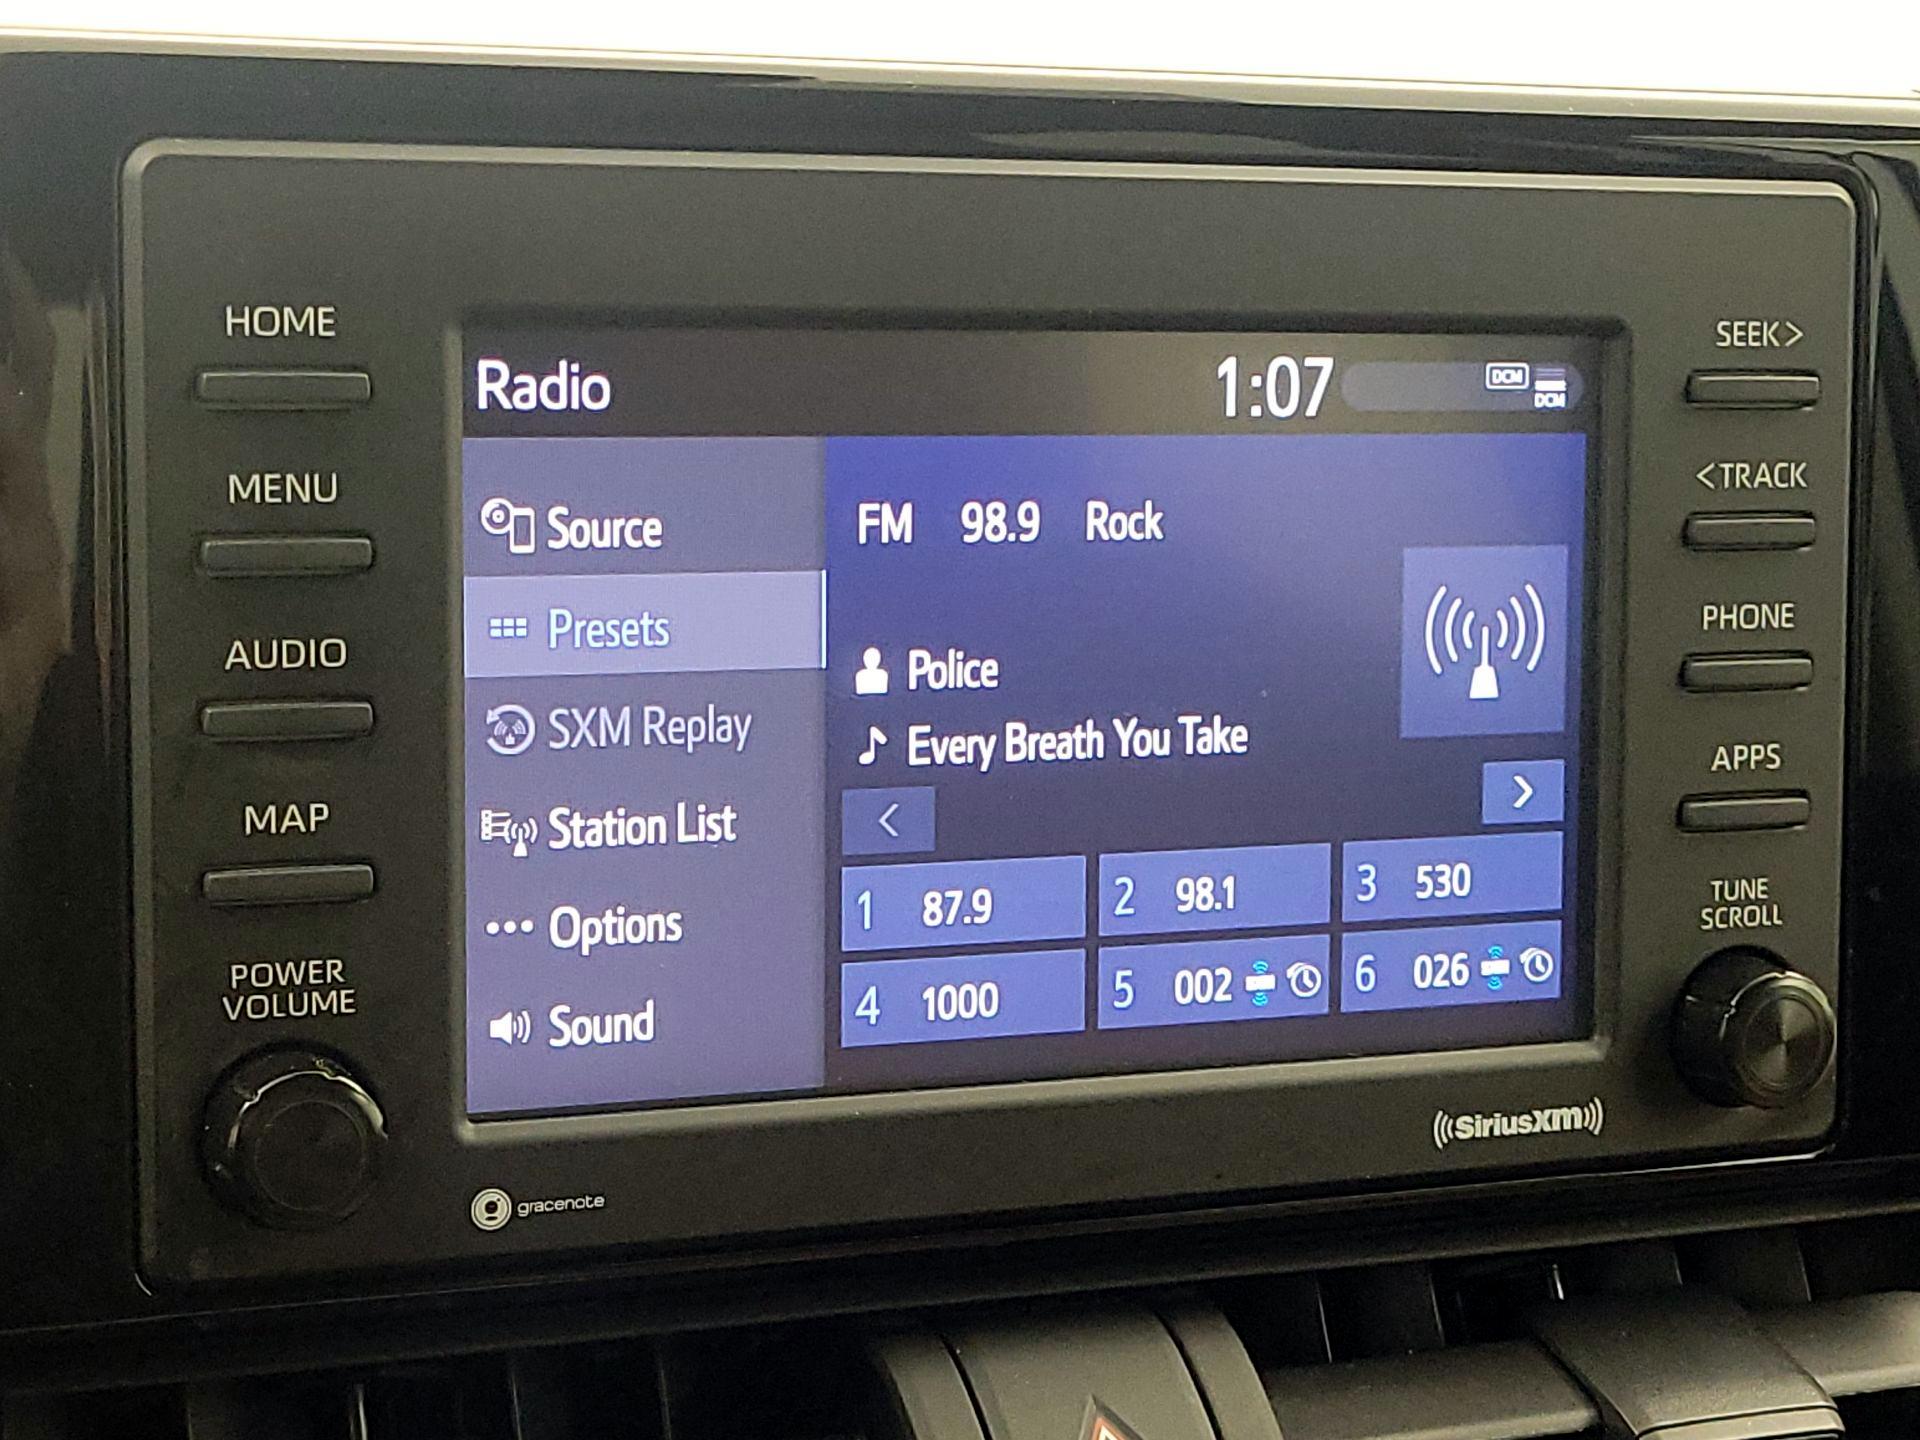 HOME
MENU
AUDIO
MAP
POWER
VOLUME
Radio
1:07
DCM
DCM
Source
Presets
SXM Replay
Station List
Options
Sound
FM 98.9 Rock
Police
Every Breath You Take
<
>
1 87.9
2 98.1
3 530
4 1000
5 002
6 026
SEEK>
<TRACK
PHONE
APPS
TUNE
SCROLL
((SiriusXM))
gracenote